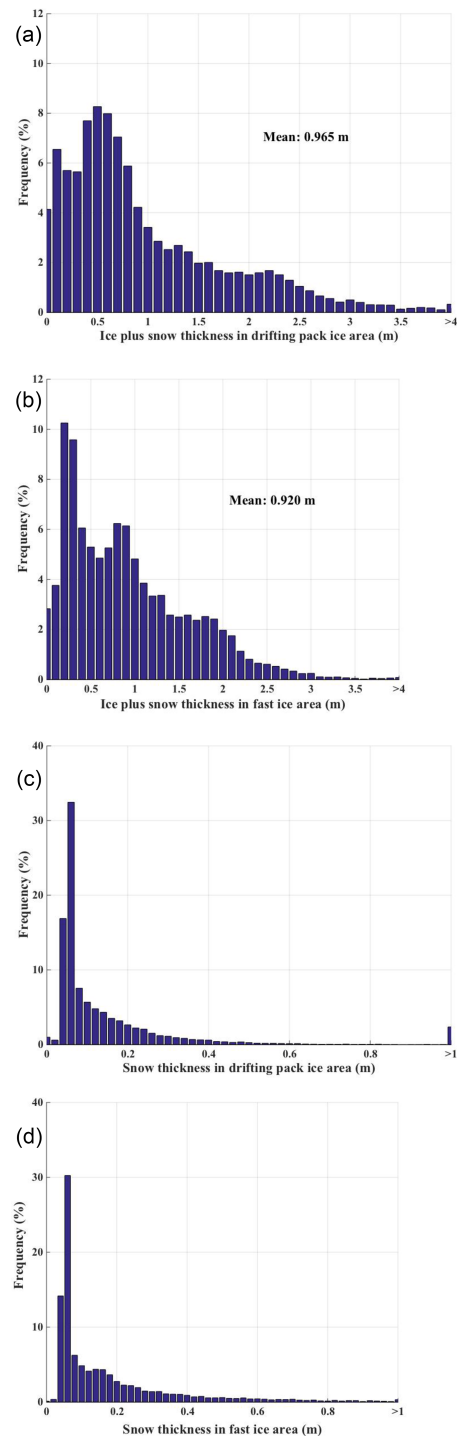 (a)
12
10
8
6
4
2
0
Frequency (%)
Mean: 0.965 m
0 0.5 1 1.5 2 2.5 3 3.5 >4
Ice plus snow thickness in drifting pack ice area (m)
(b)
12
10
8
6
4
2
0
Frequency (%)
Mean: 0.920 m
0 0.5 1 1.5 2 2.5 3 3.5 >4
Ice plus snow thickness in fast ice area (m)
(c)
40
30
20
10
0
Frequency (%)
0 0.2 0.4 0.6 0.8 >1
Snow thickness in drifting pack ice area (m)
(d)
40
30
20
10
0
Frequency (%)
0 0.2 0.4 0.6 0.8 >1
Snow thickness in fast ice area (m)